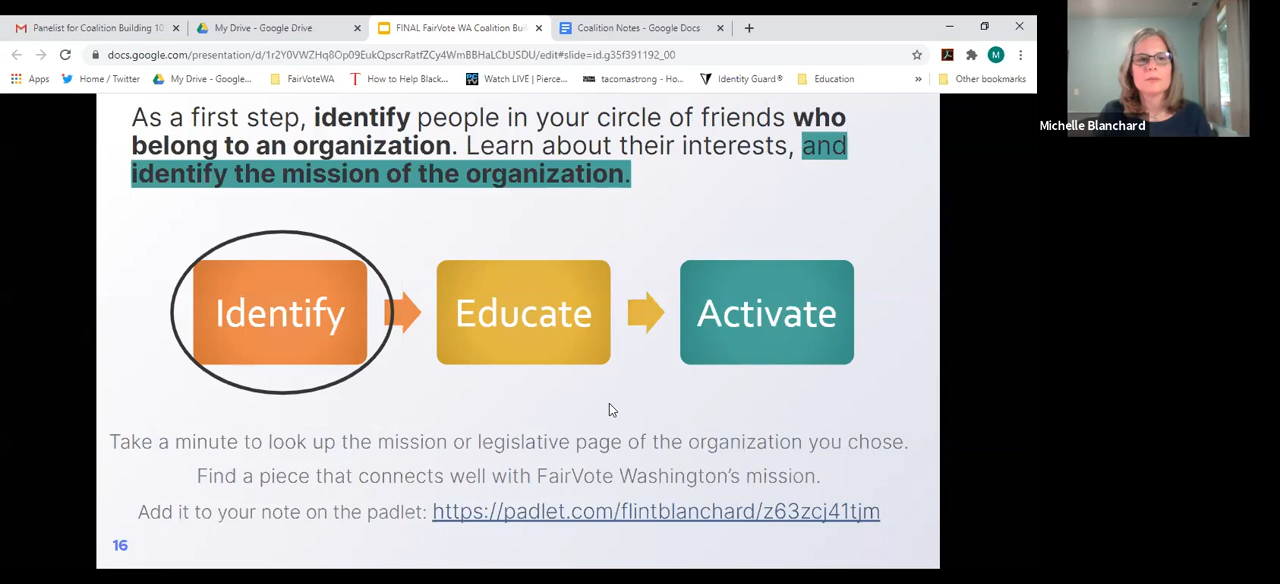 Panelist for Coalition Building 10
My Drive - Google Drive
FINAL FairVote WA Coalition Bui
Coalition Notes - Google Docs
docs.google.com/presentation/d/1r2Y0VWZHq8Op09EukQpscrRatfZCy4WmBBHaLCbUSDU/edit#slide=id.g35f391192_00
M
Apps
Home / Twitter
My Drive - Google...
FairVoteWA
How to Help Black...
Watch LIVE | Pierce...
tacomastrong - Ho...
Identity Guard® |...
Education
»
Other bookmarks
Michelle Blanchard
As a first step, identify people in your circle of friends who
belong to an organization. Learn about their interests, and
identify the mission of the organization.
Identify
Educate
Activate
Take a minute to look up the mission or legislative page of the organization you chose.
Find a piece that connects well with FairVote Washington's mission.
Add it to your note on the padlet: https://padlet.com/flintblanchard/z63zcj41tjm
16